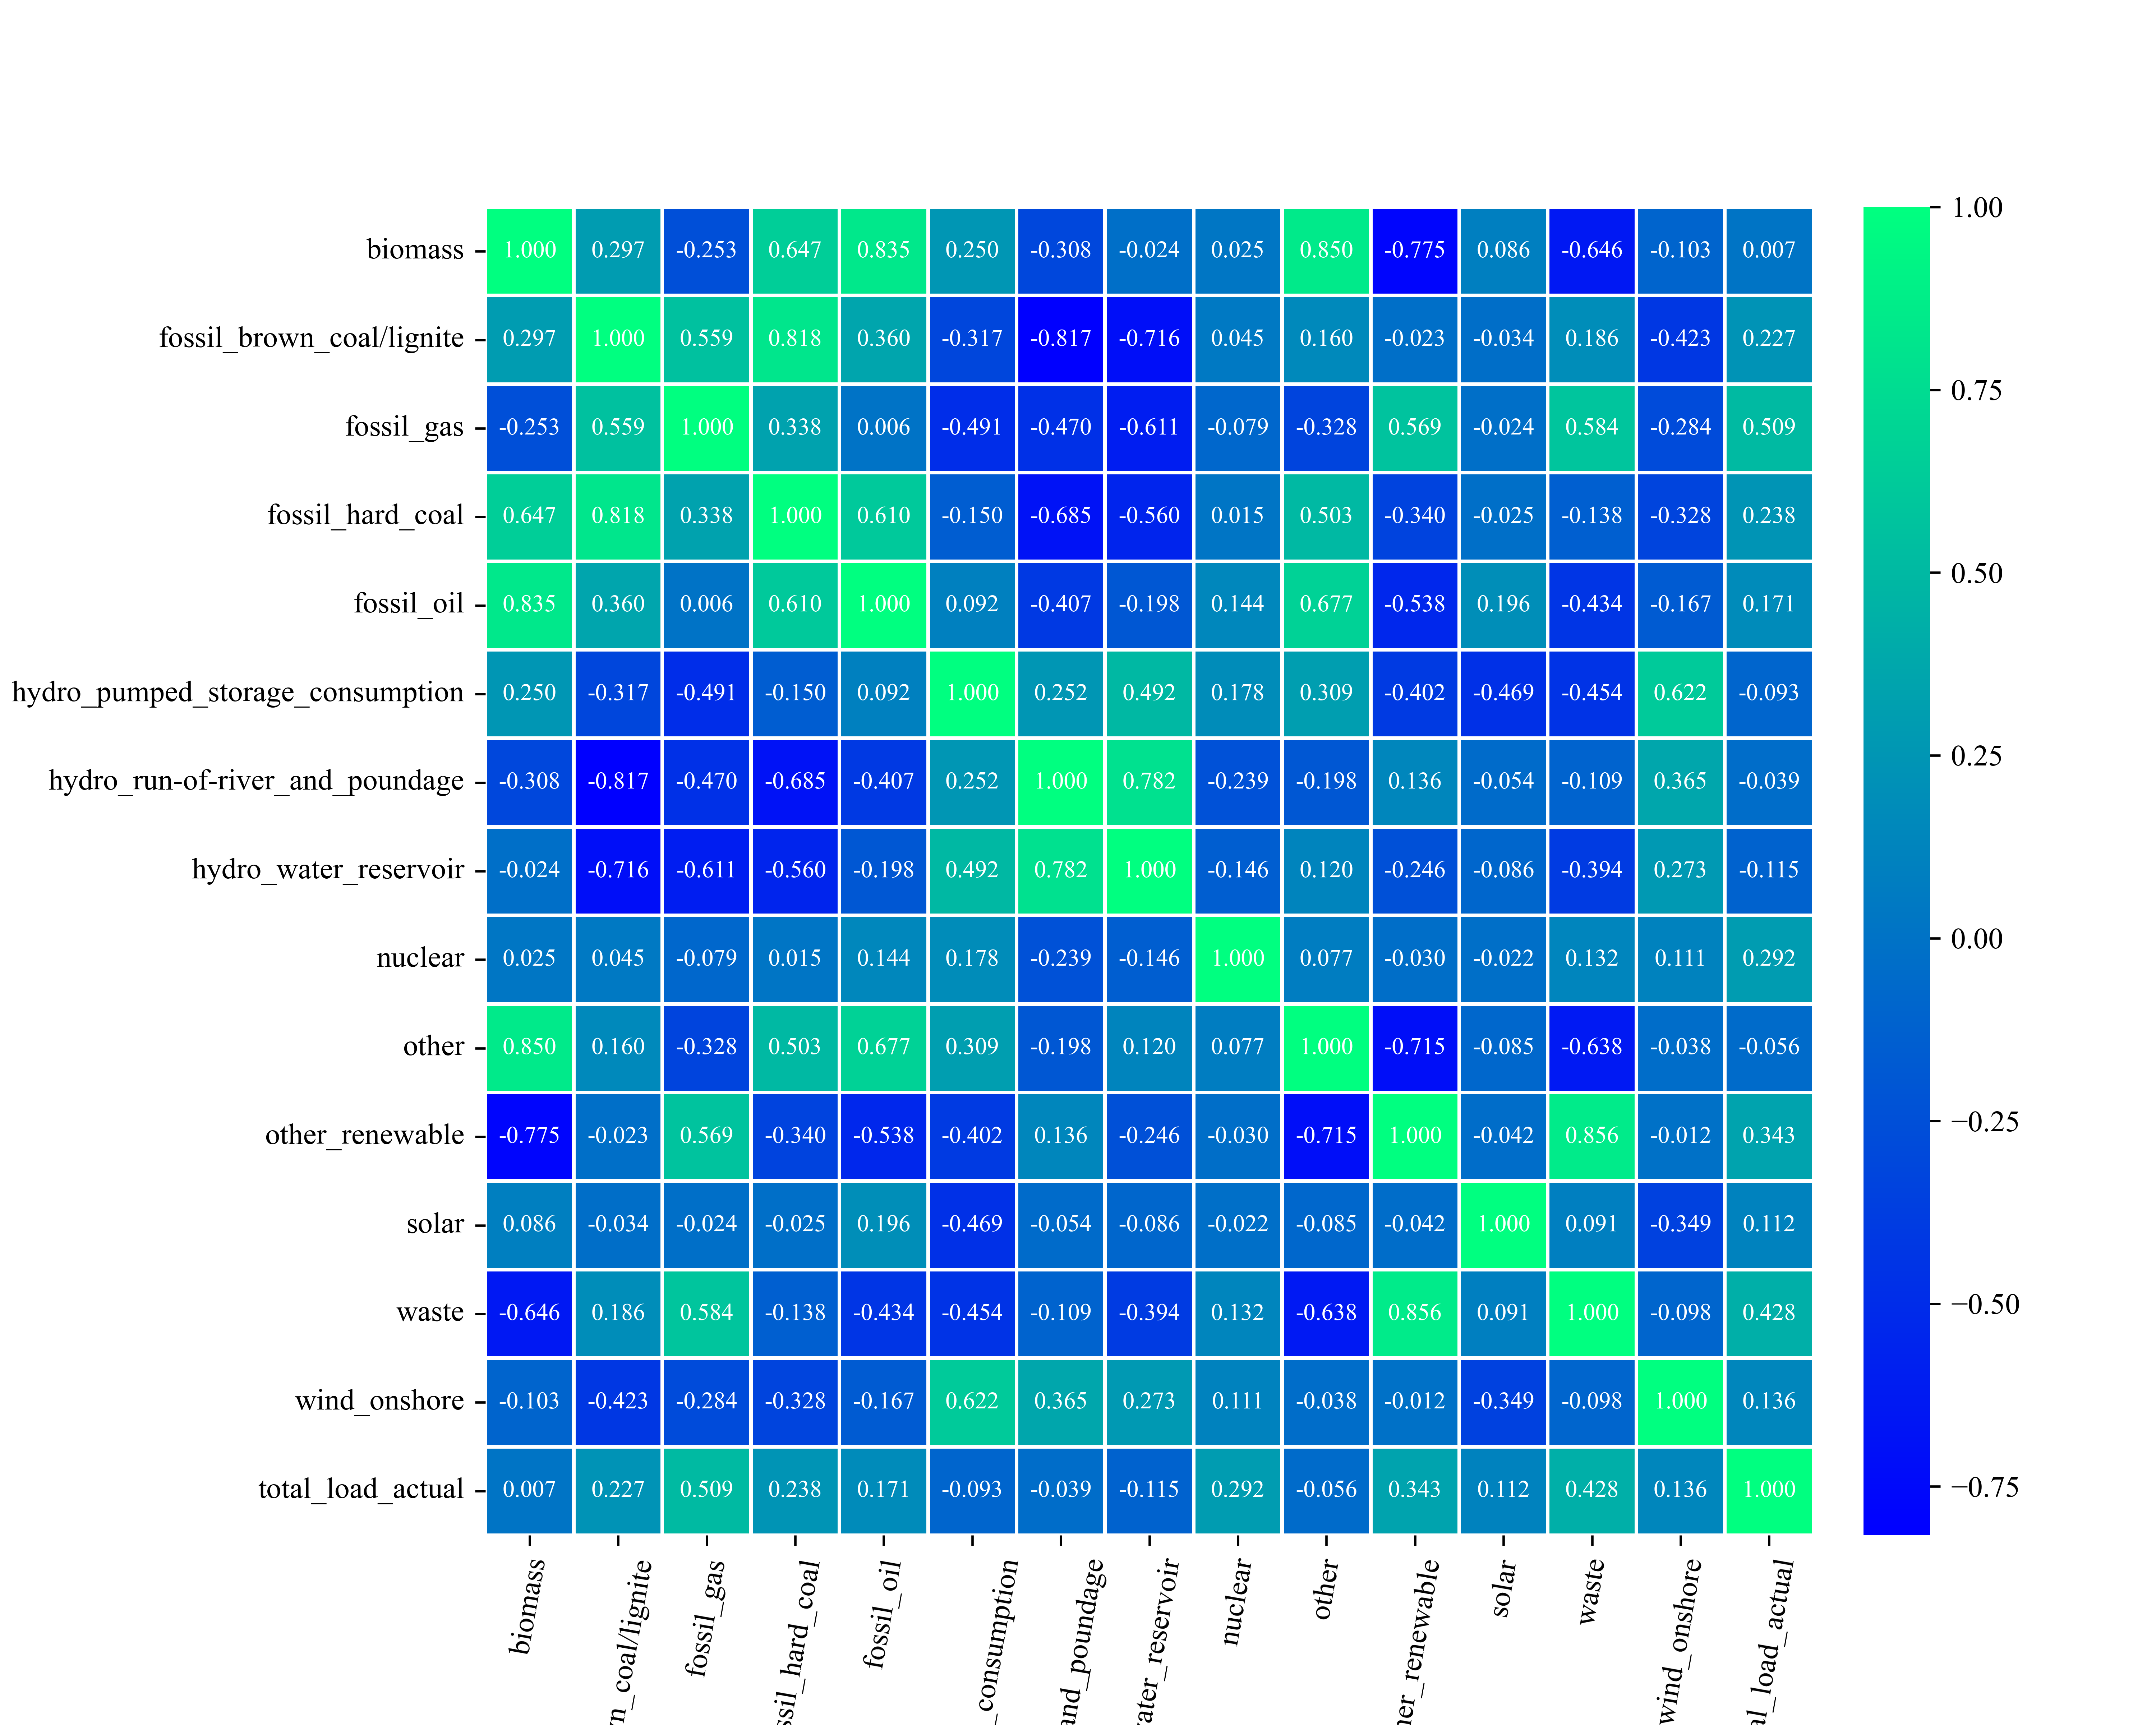 biomass 1.000 0.297 -0.253 0.647 0.835 0.250 -0.308 -0.024 0.025 0.850 -0.775 0.086 -0.646 -0.103 0.007
fossil_brown_coal/lignite 0.297 1.000 0.559 0.818 0.360 -0.317 -0.817 -0.716 0.045 0.160 -0.023 -0.034 0.186 -0.423 0.227
fossil_gas -0.253 0.559 1.000 0.338 0.006 -0.491 -0.470 -0.611 -0.079 -0.328 0.569 -0.024 0.584 -0.284 0.509
fossil_hard_coal 0.647 0.818 0.338 1.000 0.610 -0.150 -0.685 -0.560 0.015 0.503 -0.340 -0.025 -0.138 -0.328 0.238
fossil_oil 0.835 0.360 0.006 0.610 1.000 0.092 -0.407 -0.198 0.144 0.677 -0.538 0.196 -0.434 -0.167 0.171
hydro_pumped_storage_consumption 0.250 -0.317 -0.491 -0.150 0.092 1.000 0.252 0.492 0.178 0.309 -0.402 -0.469 -0.454 0.622 -0.093
hydro_run-of-river_and_poundage -0.308 -0.817 -0.470 -0.685 -0.407 0.252 1.000 0.782 -0.239 -0.198 0.136 -0.054 -0.109 0.365 -0.039
hydro_water_reservoir -0.024 -0.716 -0.611 -0.560 -0.198 0.492 0.782 1.000 -0.146 0.120 -0.246 -0.086 -0.394 0.273 -0.115
nuclear 0.025 0.045 -0.079 0.015 0.144 0.178 -0.239 -0.146 1.000 0.077 -0.030 -0.022 0.132 0.111 0.292
other 0.850 0.160 -0.328 0.503 0.677 0.309 -0.198 0.120 0.077 1.000 -0.715 -0.085 -0.638 -0.038 -0.056
other_renewable -0.775 -0.023 0.569 -0.340 -0.538 -0.402 0.136 -0.246 -0.030 -0.715 1.000 -0.042 0.856 -0.012 0.343
solar 0.086 -0.034 -0.024 -0.025 0.196 -0.469 -0.054 -0.086 -0.022 -0.085 -0.042 1.000 0.091 -0.349 0.112
waste -0.646 0.186 0.584 -0.138 -0.434 -0.454 -0.109 -0.394 0.132 -0.638 0.856 0.091 1.000 -0.098 0.428
wind_onshore -0.103 -0.423 -0.284 -0.328 -0.167 0.622 0.365 0.273 0.111 -0.038 -0.012 -0.349 -0.098 1.000 0.136
total_load_actual 0.007 0.227 0.509 0.238 0.171 -0.093 -0.039 -0.115 0.292 -0.056 0.343 0.112 0.428 0.136 1.000
biomass
wn_coal/lignite
fossil_gas
ssil_hard_coal
fossil_oil
_consumption
and_poundage
vater_reservoir
nuclear
other
her_renewable
solar
waste
wind_onshore
al_load_actual
1.00
0.75
0.50
0.25
0.00
−0.25
−0.50
−0.75